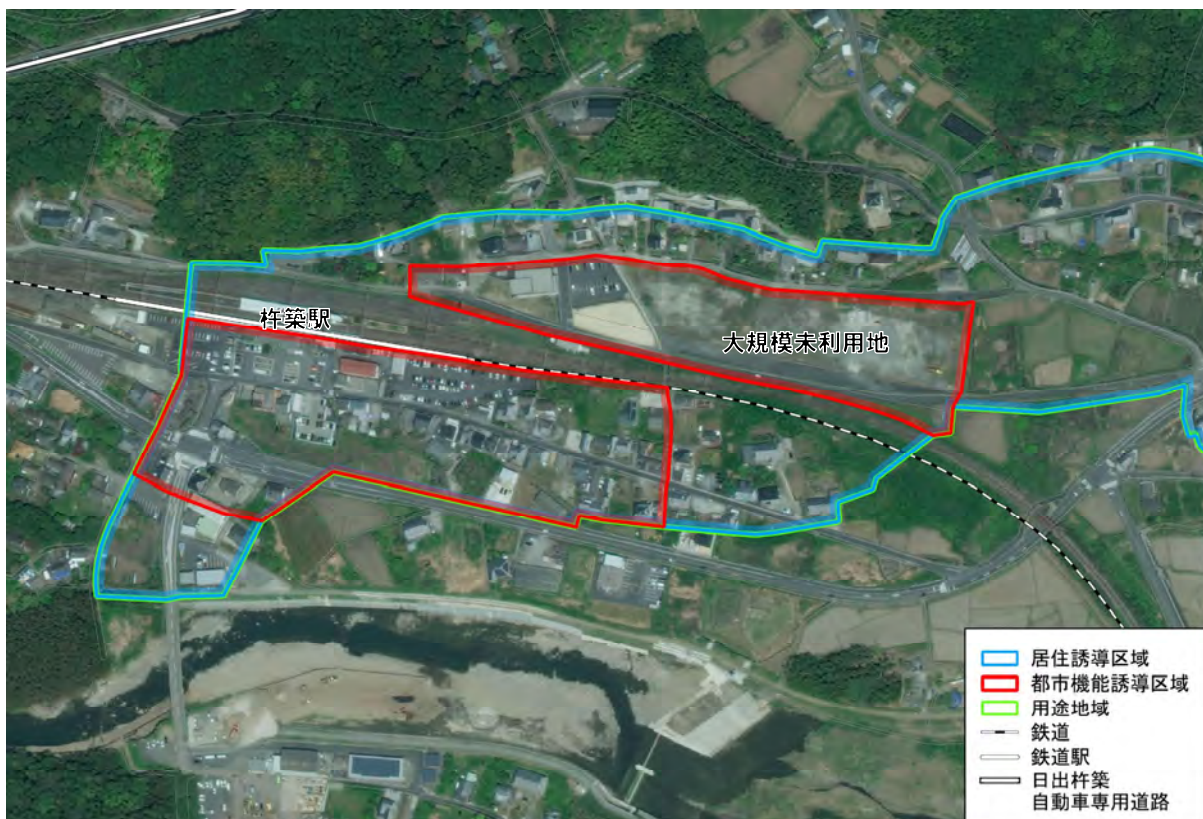 杵築駅
大規模未利用地
居住誘導区域
都市機能誘導区域
用途地域
鉄道
鉄道駅
日出杵築
自動車専用道路